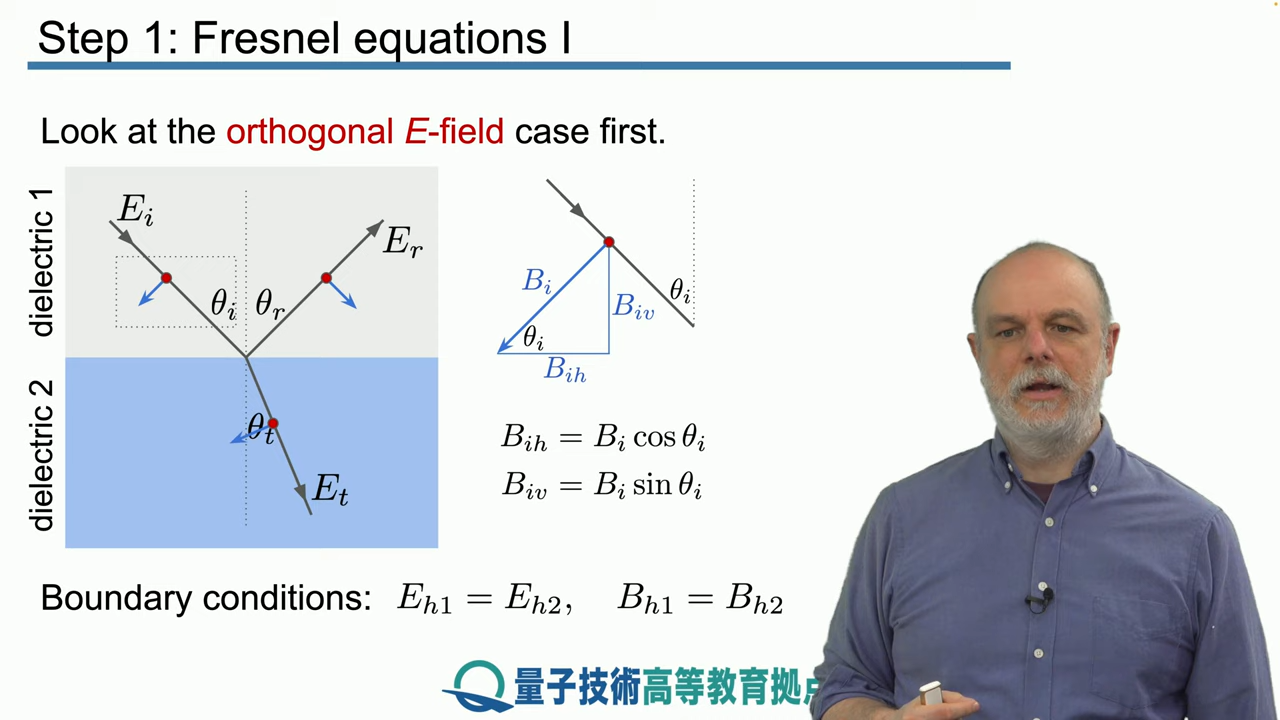 Step 1: Fresnel equations I
Look at the orthogonal E-field case first.
dielectric 1
dielectric 2
E_i
E_r
θ_i
θ_r
θ_t
E_t
B_i
B_iv
θ_i
θ_i
B_ih
B_ih = B_i cos θ_i
B_iv = B_i sin θ_i
Boundary conditions: E_h1 = E_h2, B_h1 = B_h2
量子技術高等教育拠点